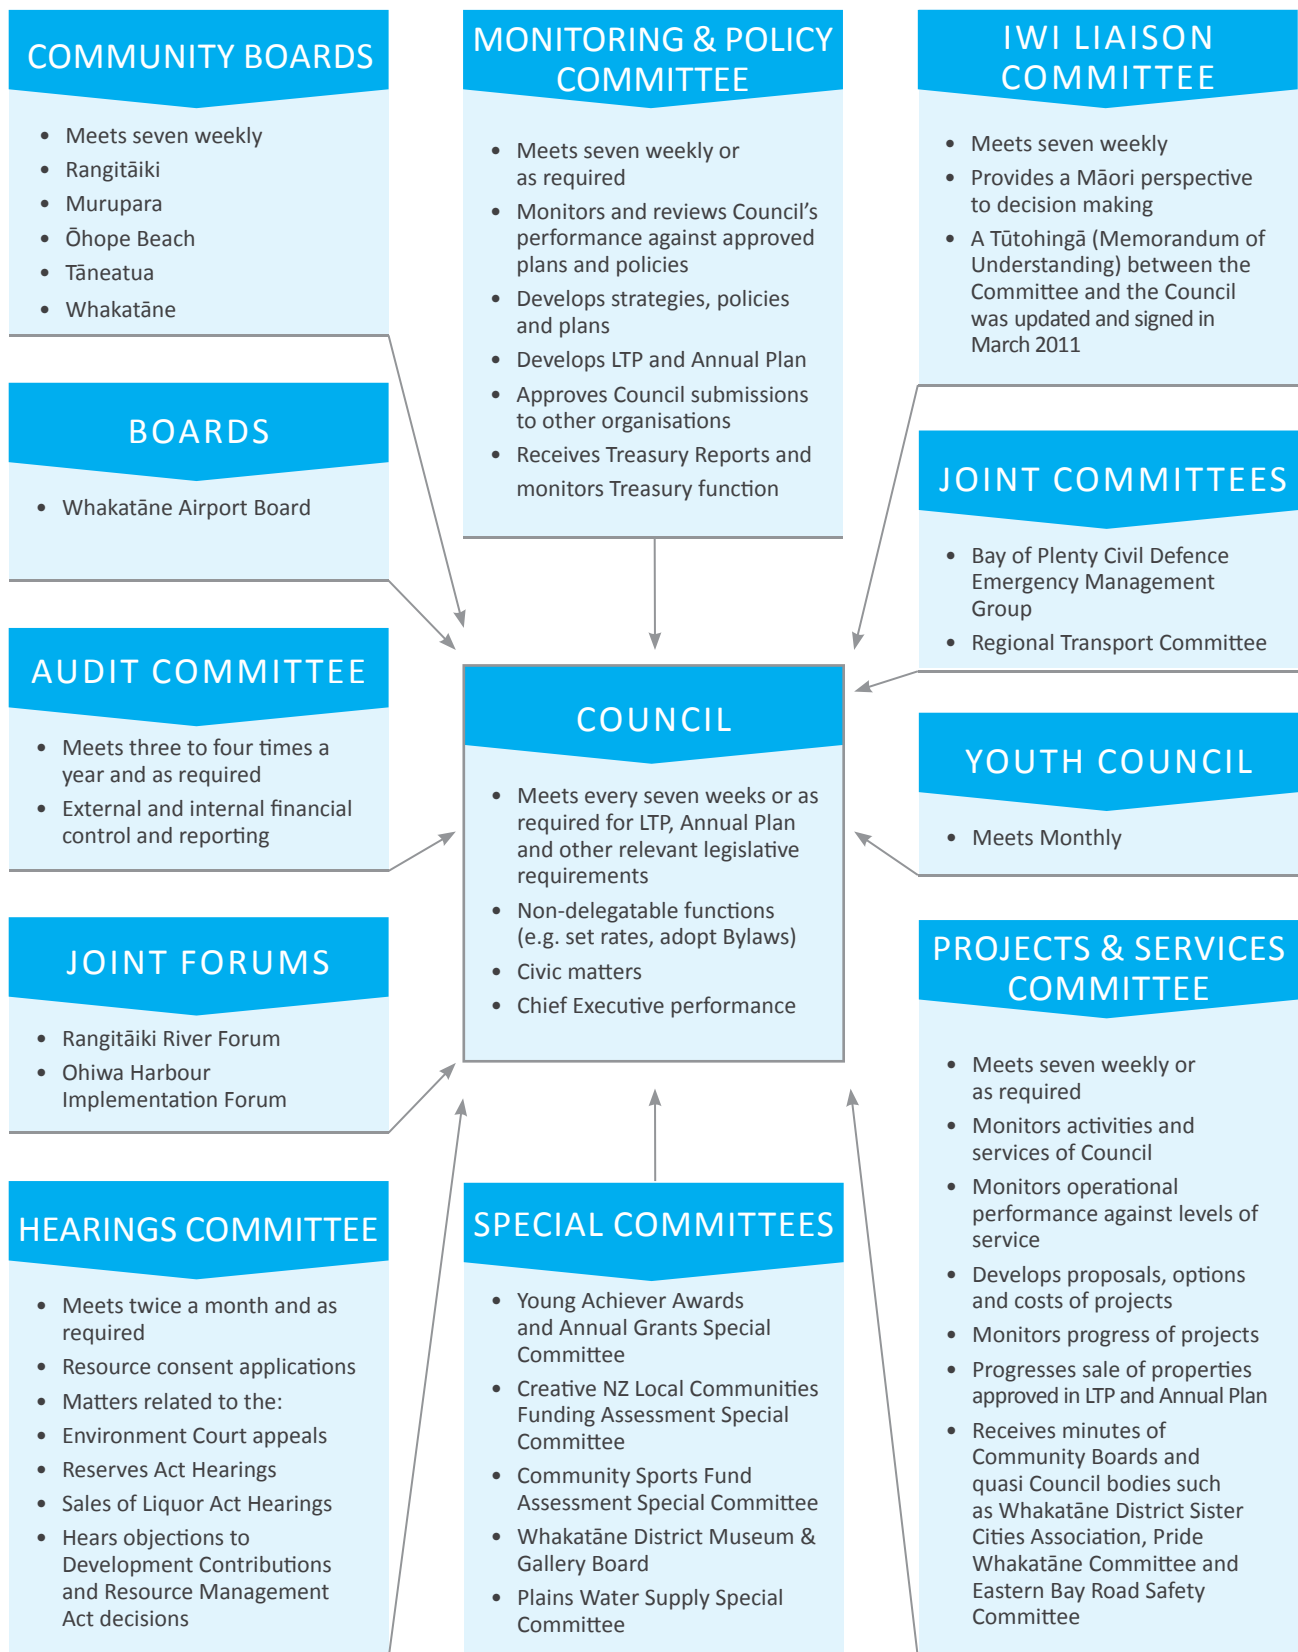 COMMUNITY BOARDS
• Meets seven weekly
• Rangitāiki
• Murupara
• Ōhope Beach
• Tāneatua
• Whakatāne
BOARDS
• Whakatāne Airport Board
AUDIT COMMITTEE
• Meets three to four times a
year and as required
• External and internal financial
control and reporting
JOINT FORUMS
• Rangitāiki River Forum
• Ohiwa Harbour
Implementation Forum
HEARINGS COMMITTEE
• Meets twice a month and as
required
• Resource consent applications
• Matters related to the:
• Environment Court appeals
• Reserves Act Hearings
• Sales of Liquor Act Hearings
• Hears objections to
Development Contributions
and Resource Management
Act decisions
MONITORING & POLICY
COMMITTEE
• Meets seven weekly or
as required
• Monitors and reviews Council's
performance against approved
plans and policies
• Develops strategies, policies
and plans
• Develops LTP and Annual Plan
• Approves Council submissions
to other organisations
• Receives Treasury Reports and
monitors Treasury function
COUNCIL
• Meets every seven weeks or as
required for LTP, Annual Plan
and other relevant legislative
requirements
• Non-delegatable functions
(e.g. set rates, adopt Bylaws)
• Civic matters
• Chief Executive performance
SPECIAL COMMITTEES
• Young Achiever Awards
and Annual Grants Special
Committee
• Creative NZ Local Communities
Funding Assessment Special
Committee
• Community Sports Fund
Assessment Special Committee
• Whakatāne District Museum &
Gallery Board
• Plains Water Supply Special
Committee
IWI LIAISON
COMMITTEE
• Meets seven weekly
• Provides a Māori perspective
to decision making
• A Tūtohingā (Memorandum of
Understanding) between the
Committee and the Council
was updated and signed in
March 2011
JOINT COMMITTEES
• Bay of Plenty Civil Defence
Emergency Management
Group
• Regional Transport Committee
YOUTH COUNCIL
• Meets Monthly
PROJECTS & SERVICES
COMMITTEE
• Meets seven weekly or
as required
• Monitors activities and
services of Council
• Monitors operational
performance against levels of
service
• Develops proposals, options
and costs of projects
• Monitors progress of projects
• Progresses sale of properties
approved in LTP and Annual Plan
• Receives minutes of
Community Boards and
quasi Council bodies such
as Whakatāne District Sister
Cities Association, Pride
Whakatāne Committee and
Eastern Bay Road Safety
Committee